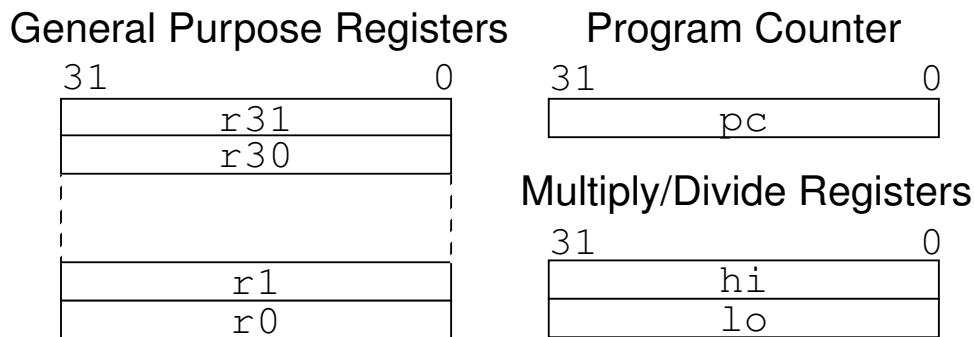 General Purpose Registers
31 0
r31
r30
r1
r0
Program Counter
31 0
pc
Multiply/Divide Registers
31 0
hi
lo